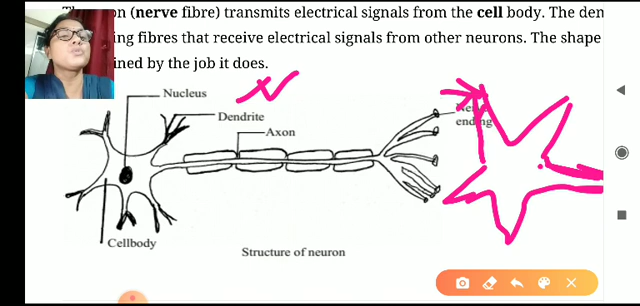 on (nerve fibre) transmits electrical signals from the cell body. The den
ing fibres that receive electrical signals from other neurons. The shape
ined by the job it does.
Nucleus
Dendrite
Axon
ending
Cellbody
Structure of neuron